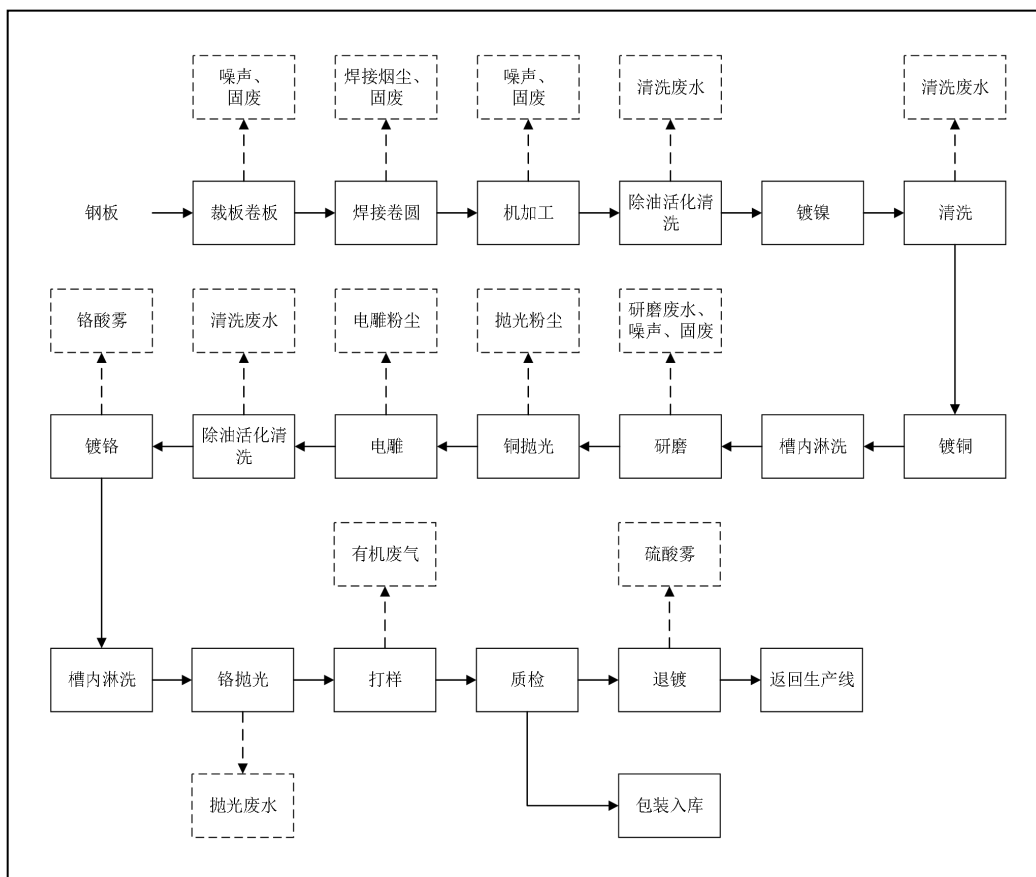 噪声、
固废
焊接烟尘、
固废
噪声、
固废
清洗废水
清洗废水
钢板
裁板卷板
焊接卷圆
机加工
除油活化清
洗
镀镍
清洗
铬酸雾
清洗废水
电雕粉尘
抛光粉尘
研磨废水、
噪声、固废
镀铬
除油活化清
洗
电雕
铜抛光
研磨
槽内淋洗
镀铜
有机废气
硫酸雾
槽内淋洗
铬抛光
打样
质检
退镀
返回生产线
抛光废水
包装入库